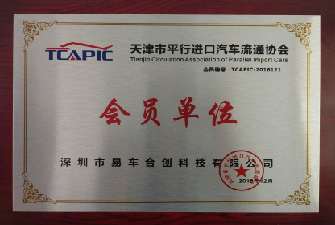 TCAPIC
天津市平行进口汽车流通协会
Tianjin Circulation Association of Parallel Import Cars
会员单位
深圳市易车合创科技有限公司